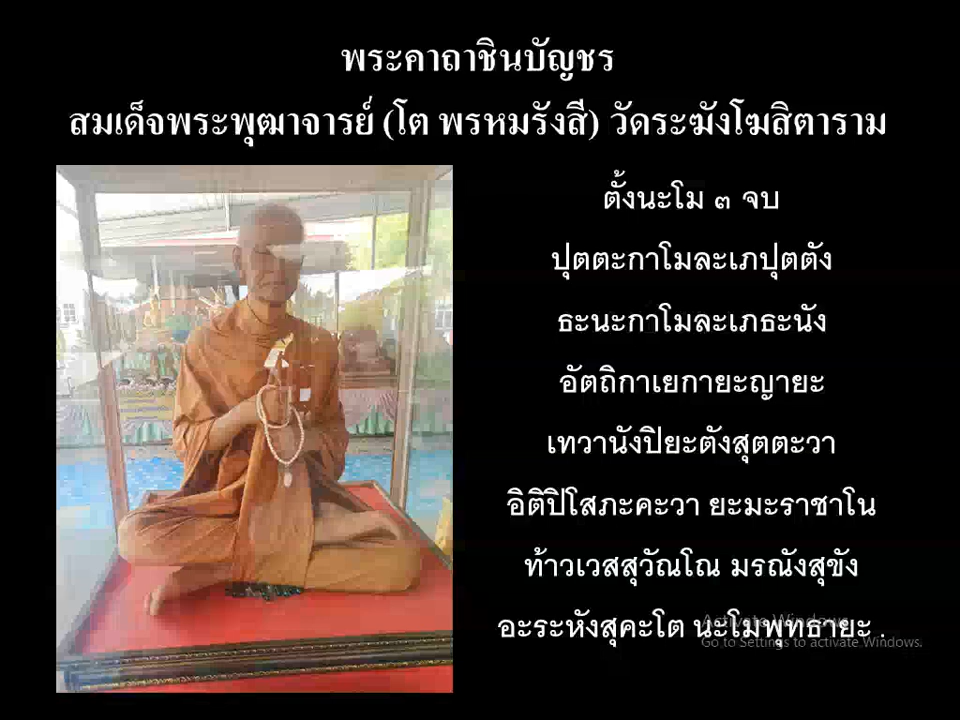 พระคาถาชินบัญชร
สมเด็จพระพุฒาจารย์ (โต พรหมรังสี) วัดระฆังโฆสิตาราม
ตั้งนะโม ๓ จบ
ปุตตะกาโมละเภปุตตัง
ธะนะกาโมละเภธะนัง
อัตถิกาเยกายะญายะ
เทวานังปิยะตังสุตตะวา
อิติปิโสภะคะวา ยะมะราชาโน
ท้าวเวสสุวัณโณ มรณังสุขัง
อะระหังสุคะโต นะโมพุทธายะ .
Activate Windows
Go to Settings to activate Windows.